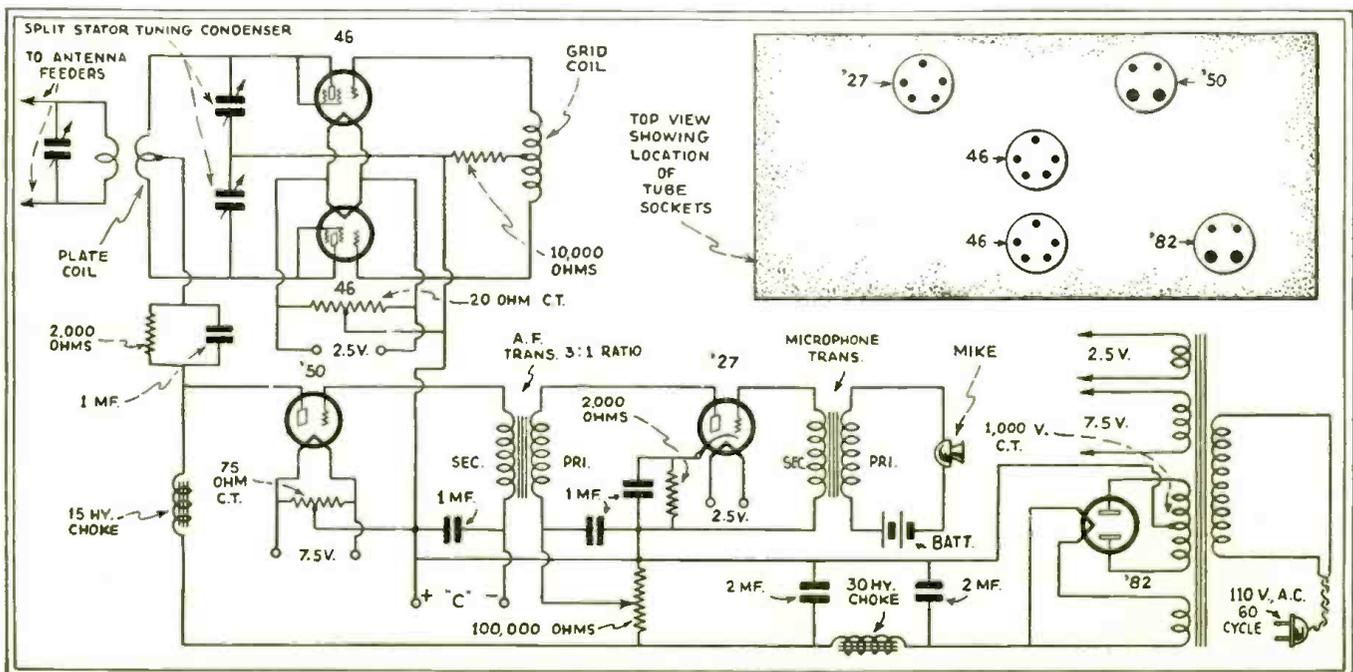 SPLIT STATOR TUNING CONDENSER
TO ANTENNA
FEEDERS
46
GRID
COIL
PLATE
COIL
10,000
OHMS
46
20 OHM C.T.
2.5V.
2,000
OHMS
1 MF.
'50
A.F.
TRANS. 3:1 RATIO
'27
MICROPHONE
TRANS.
MIKE
2,000
OHMS
SEC.
PRI.
SEC.
PRI.
75
OHM
C.T.
15 HY.
CHOKE
7.5V.
1 MF.
1 MF.
2.5V.
BATT.
+ "C" -
100,000 OHMS
2 MF.
30 HY.
CHOKE
2 MF.
TOP VIEW
SHOWING
LOCATION
OF
TUBE
SOCKETS
'27
'50
46
46
'82
2.5 V.
7.5 V.
1,000 V.
C.T.
'82
110 V., A.C.
60
CYCLE